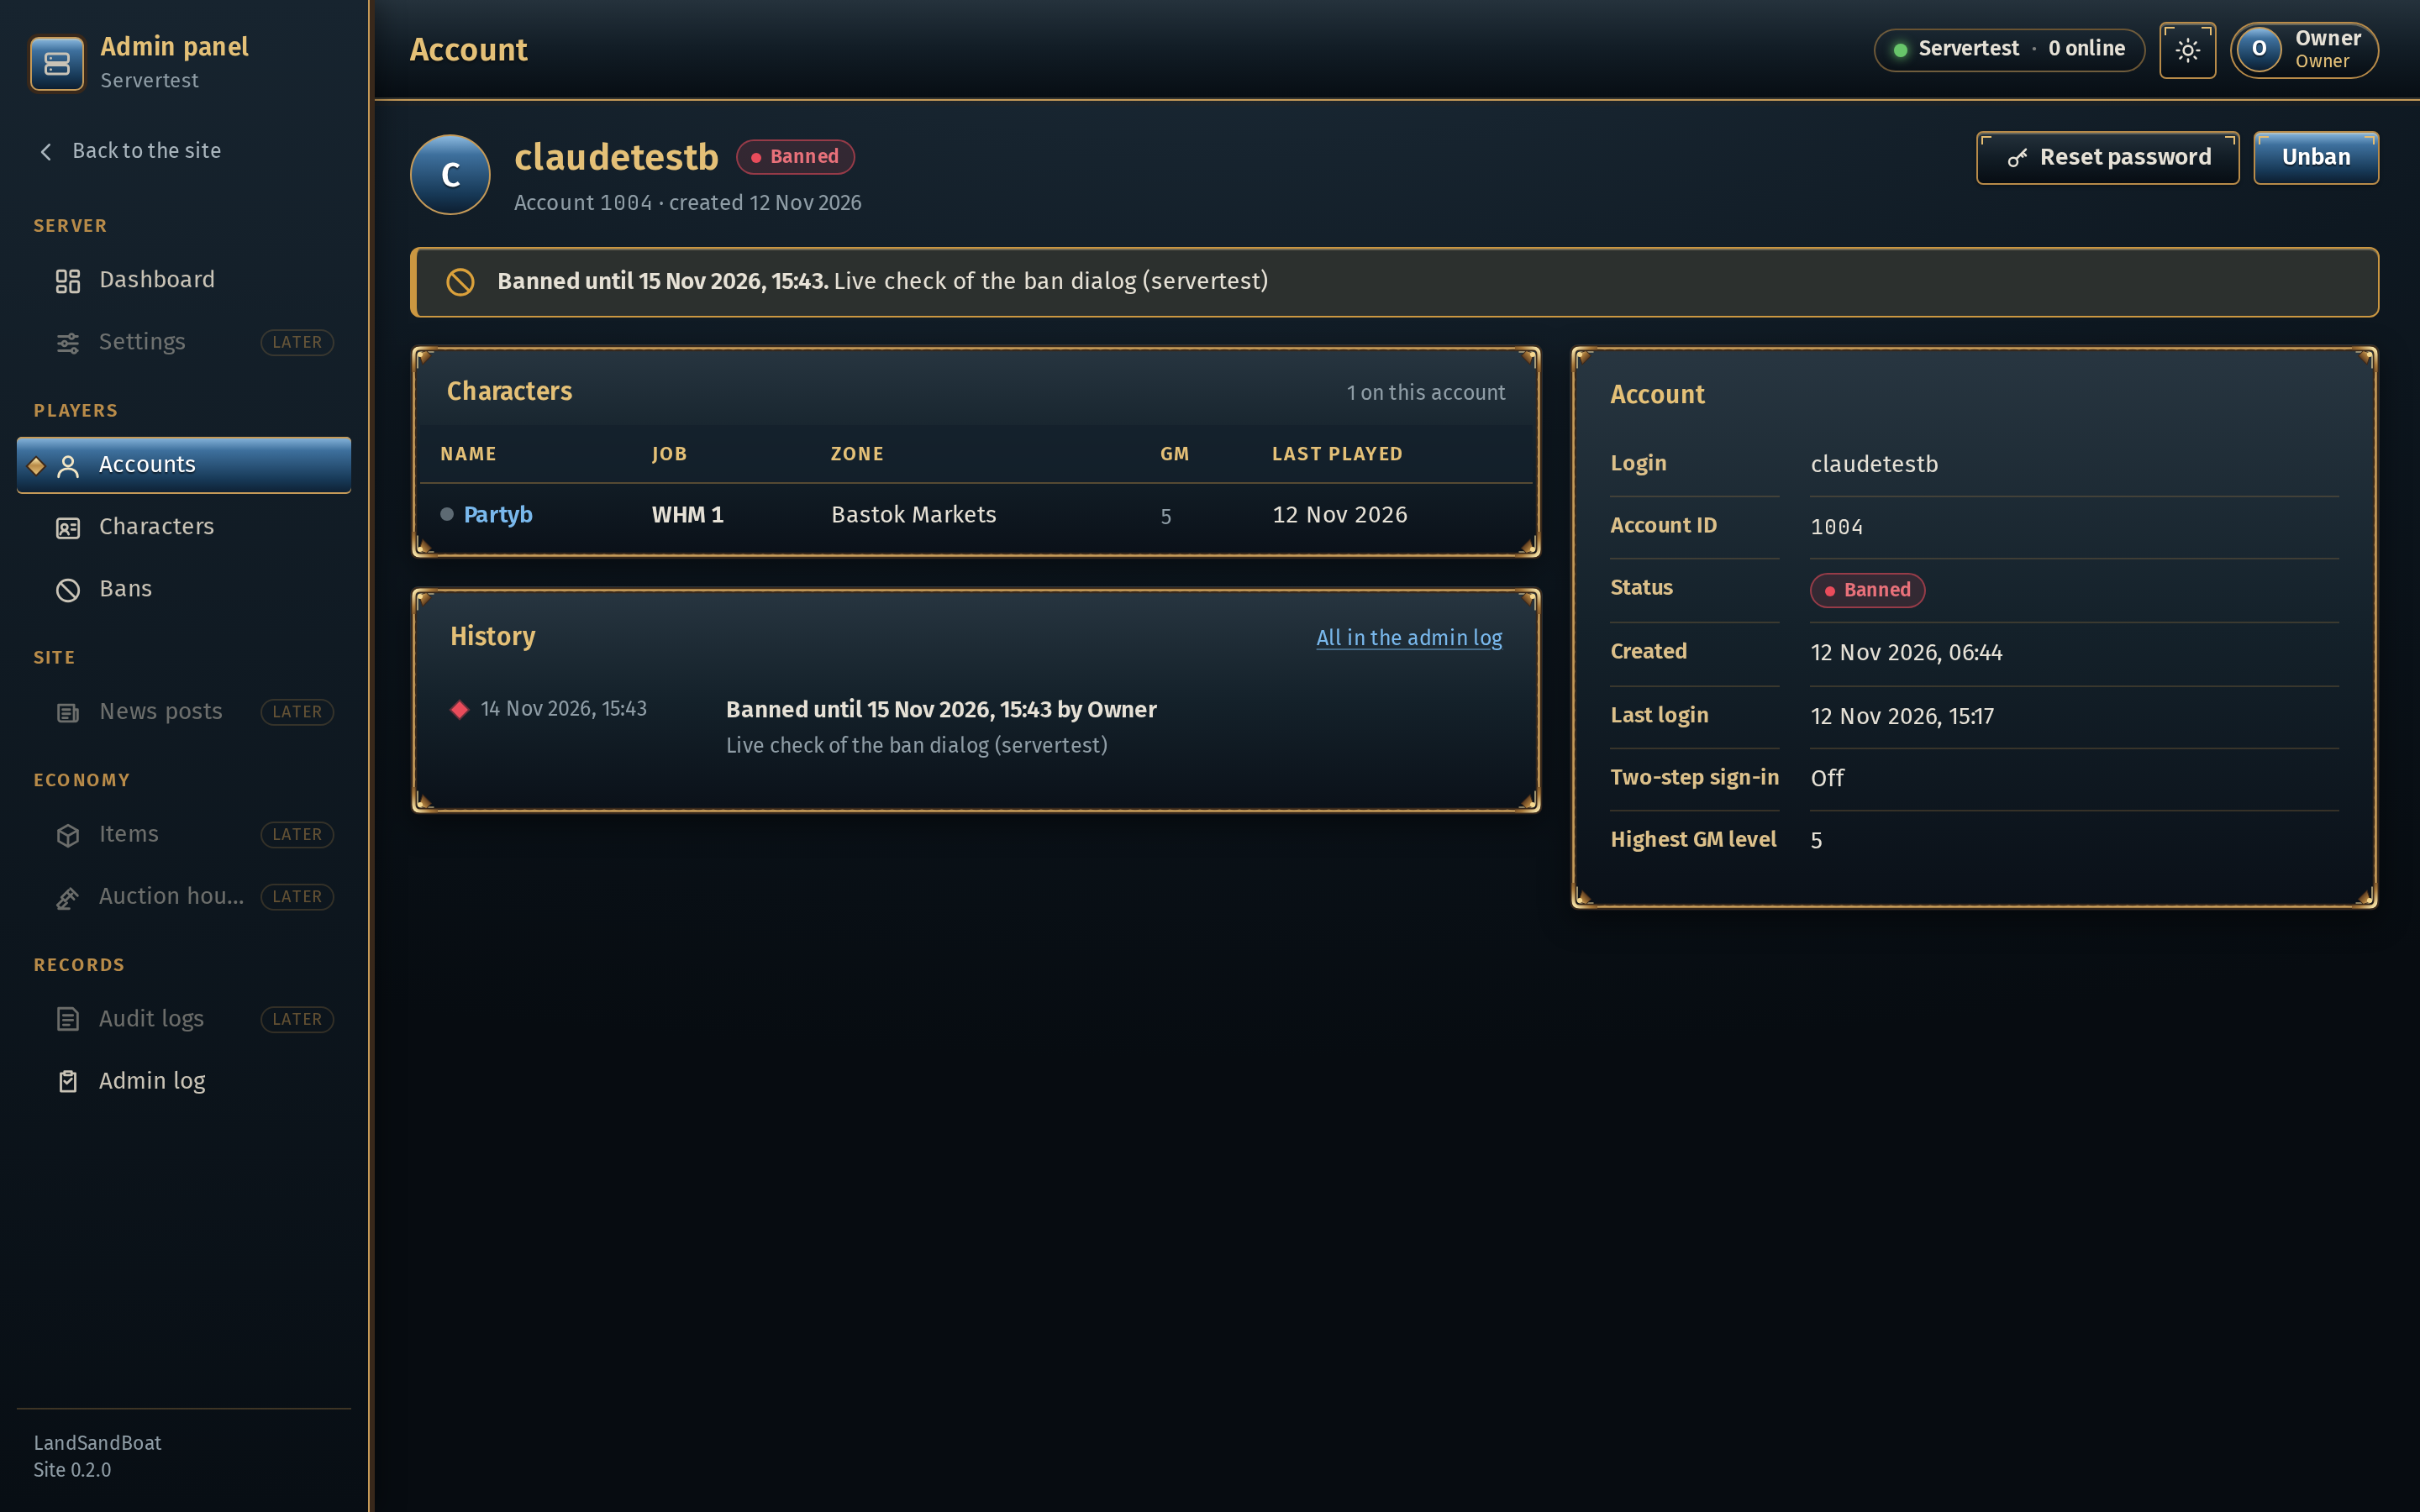 Admin panel
Servertest
Back to the site
SERVER
Dashboard
Settings LATER
PLAYERS
Accounts
Characters
Bans
SITE
News posts LATER
ECONOMY
Items LATER
Auction hou... LATER
RECORDS
Audit logs LATER
Admin log
LandSandBoat
Site 0.2.0
Account
Servertest · 0 online
O
Owner
Owner
C
claudetestb Banned
Account 1004 · created 12 Nov 2026
Reset password
Unban
Banned until 15 Nov 2026, 15:43. Live check of the ban dialog (servertest)
Characters 1 on this account
NAME JOB ZONE GM LAST PLAYED
Partyb WHM 1 Bastok Markets 5 12 Nov 2026
History All in the admin log
14 Nov 2026, 15:43 Banned until 15 Nov 2026, 15:43 by Owner
Live check of the ban dialog (servertest)
Account
Login claudetestb
Account ID 1004
Status Banned
Created 12 Nov 2026, 06:44
Last login 12 Nov 2026, 15:17
Two-step sign-in Off
Highest GM level 5